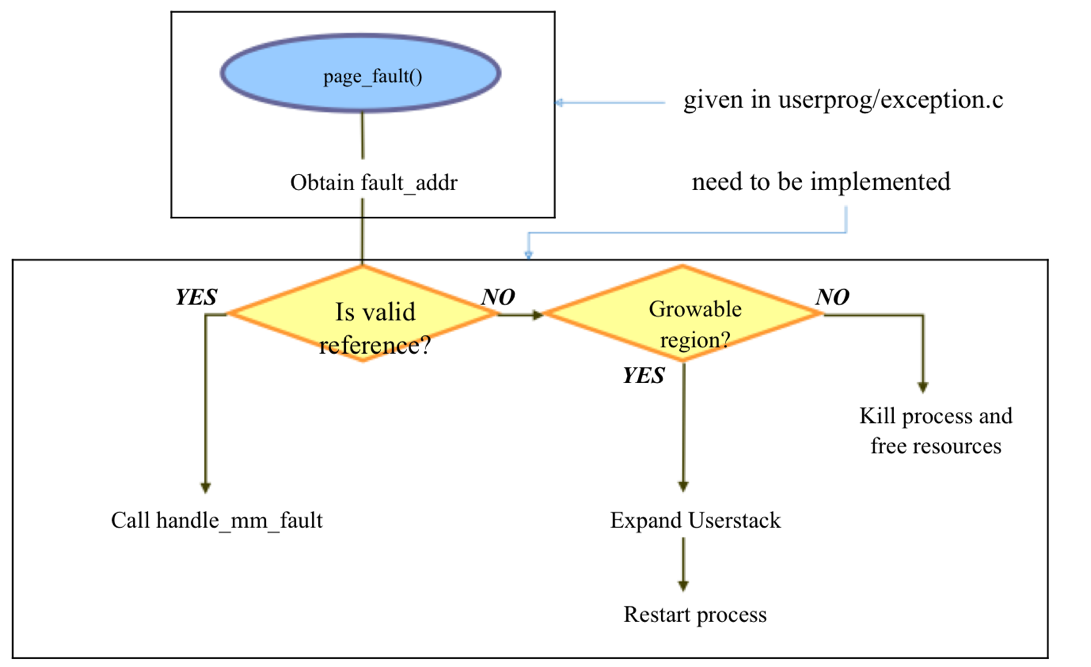 page_fault()
given in userprog/exception.c
Obtain fault_addr
need to be implemented
YES
Is valid
reference?
NO
Growable
region?
NO
YES
Kill process and
free resources
Call handle_mm_fault
Expand Userstack
Restart process